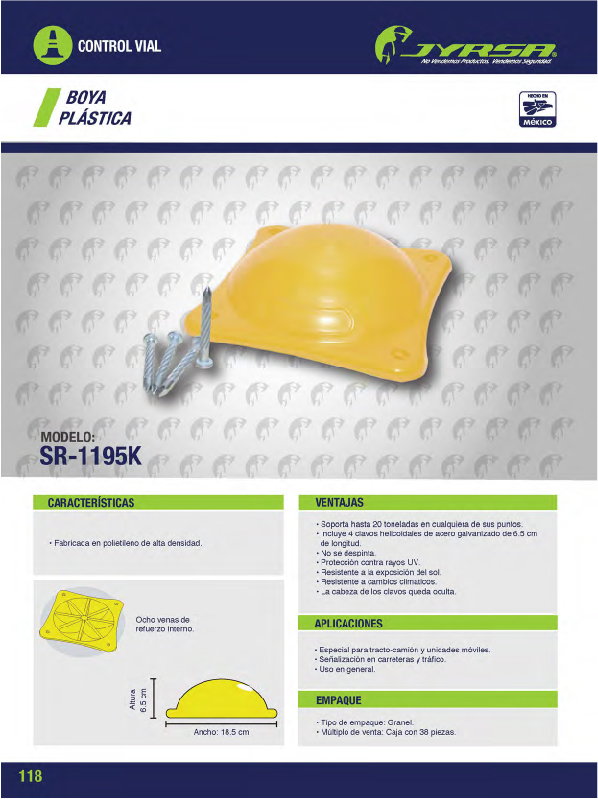 CONTROL VIAL
JYRSA®
No Vendemos Productos, Vendemos Seguridad.
BOYA
PLÁSTICA
HECHO EN
MÉXICO
MODELO:
SR-1195K
CARACTERÍSTICAS
• Fabricada en polietileno de alta densidad.
Ocho venas de
refuerzo interno.
Altura
6.5 cm
Ancho: 18.5 cm
VENTAJAS
• Soporta hasta 20 toneladas en cualquiera de sus puntos.
• Incluye 4 clavos helicoidales de acero galvanizado de 6.5 cm
de longitud.
• No se despinta.
• Protección contra rayos UV.
• Resistente a la exposición del sol.
• Resistente a cambios climáticos.
• La cabeza de los clavos queda oculta.
APLICACIONES
• Especial para tracto-camión y unidades móviles.
• Señalización en carreteras y tráfico.
• Uso en general.
EMPAQUE
• Tipo de empaque: Granel.
• Múltiplo de venta: Caja con 38 piezas.
118